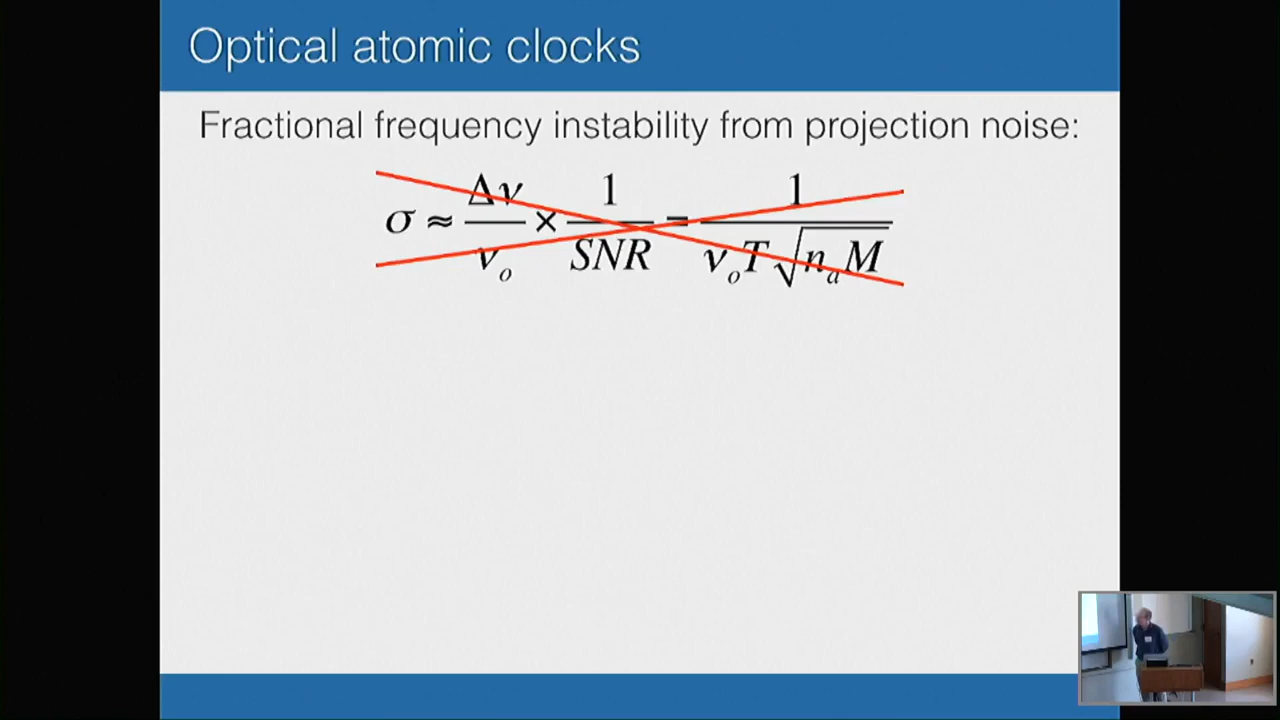 Optical atomic clocks
Fractional frequency instability from projection noise:
σ ≈ Δν/ν₀ × 1/SNR = 1/(ν₀T√(nₐM))